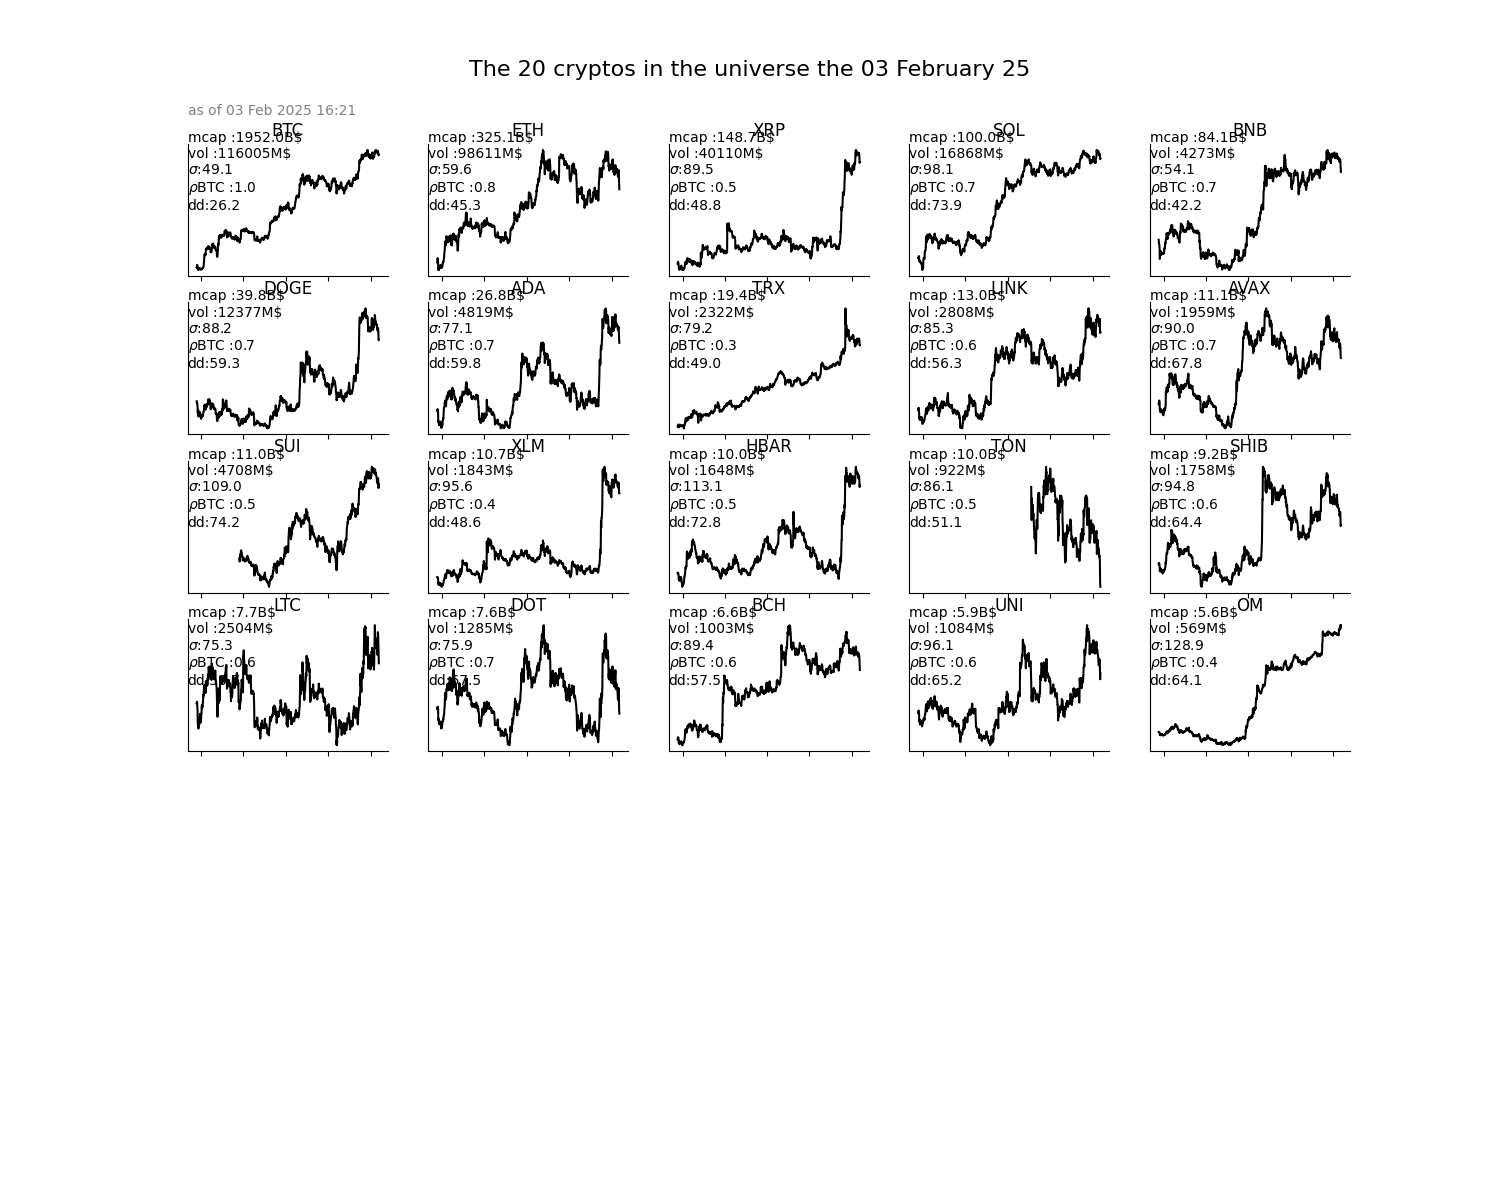 The 20 cryptos in the universe the 03 February 25
as of 03 Feb 2025 16:21
BTC
mcap :1952.0B$
vol :116005M$
σ:49.1
ρBTC :1.0
dd:26.2
ETH
mcap :325.1B$
vol :98611M$
σ:59.6
ρBTC :0.8
dd:45.3
XRP
mcap :148.7B$
vol :40110M$
σ:89.5
ρBTC :0.5
dd:48.8
SOL
mcap :100.0B$
vol :16868M$
σ:98.1
ρBTC :0.7
dd:73.9
BNB
mcap :84.1B$
vol :4273M$
σ:54.1
ρBTC :0.7
dd:42.2
DOGE
mcap :39.8B$
vol :12377M$
σ:88.2
ρBTC :0.7
dd:59.3
ADA
mcap :26.8B$
vol :4819M$
σ:77.1
ρBTC :0.7
dd:59.8
TRX
mcap :19.4B$
vol :2322M$
σ:79.2
ρBTC :0.3
dd:49.0
LINK
mcap :13.0B$
vol :2808M$
σ:85.3
ρBTC :0.6
dd:56.3
AVAX
mcap :11.1B$
vol :1959M$
σ:90.0
ρBTC :0.7
dd:67.8
SUI
mcap :11.0B$
vol :4708M$
σ:109.0
ρBTC :0.5
dd:74.2
XLM
mcap :10.7B$
vol :1843M$
σ:95.6
ρBTC :0.4
dd:48.6
HBAR
mcap :10.0B$
vol :1648M$
σ:113.1
ρBTC :0.5
dd:72.8
TON
mcap :10.0B$
vol :922M$
σ:86.1
ρBTC :0.5
dd:51.1
SHIB
mcap :9.2B$
vol :1758M$
σ:94.8
ρBTC :0.6
dd:64.4
LTC
mcap :7.7B$
vol :2504M$
σ:75.3
ρBTC :0.6
DOT
mcap :7.6B$
vol :1285M$
σ:75.9
ρBTC :0.7
dd:57.5
BCH
mcap :6.6B$
vol :1003M$
σ:89.4
ρBTC :0.6
dd:57.5
UNI
mcap :5.9B$
vol :1084M$
σ:96.1
ρBTC :0.6
dd:65.2
OM
mcap :5.6B$
vol :569M$
σ:128.9
ρBTC :0.4
dd:64.1